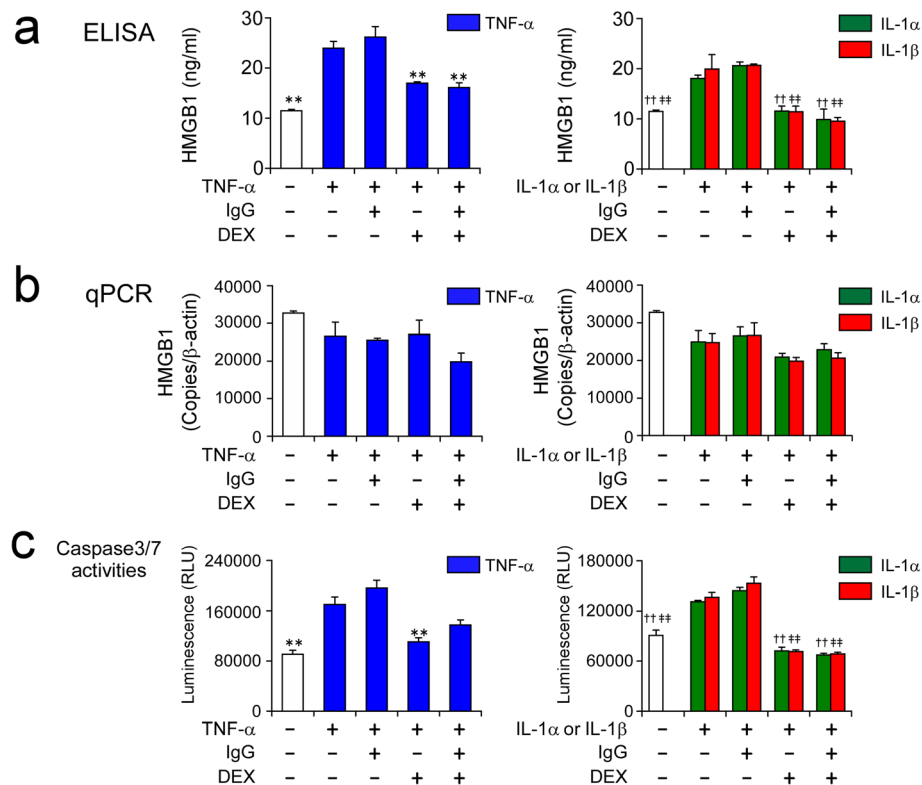 a ELISA
HMGB1 (ng/ml)
30
20
10
0
TNF-α
**
**
**
TNF-α − + + + +
IgG − − + − +
DEX − − − + +
HMGB1 (ng/ml)
30
20
10
0
IL-1α
IL-1β
†† ‡‡
†† ‡‡
†† ‡‡
IL-1α or IL-1β − + + + +
IgG − − + − +
DEX − − − + +
b qPCR
HMGB1
(Copies/β-actin)
40000
30000
20000
10000
0
TNF-α
TNF-α − + + + +
IgG − − + − +
DEX − − − + +
HMGB1
(Copies/β-actin)
40000
30000
20000
10000
0
IL-1α
IL-1β
IL-1α or IL-1β − + + + +
IgG − − + − +
DEX − − − + +
c Caspase3/7
activities
Luminescence (RLU)
240000
160000
80000
0
TNF-α
**
**
TNF-α − + + + +
IgG − − + − +
DEX − − − + +
Luminescence (RLU)
180000
120000
60000
0
IL-1α
IL-1β
†† ‡‡
†† ‡‡
†† ‡‡
IL-1α or IL-1β − + + + +
IgG − − + − +
DEX − − − + +